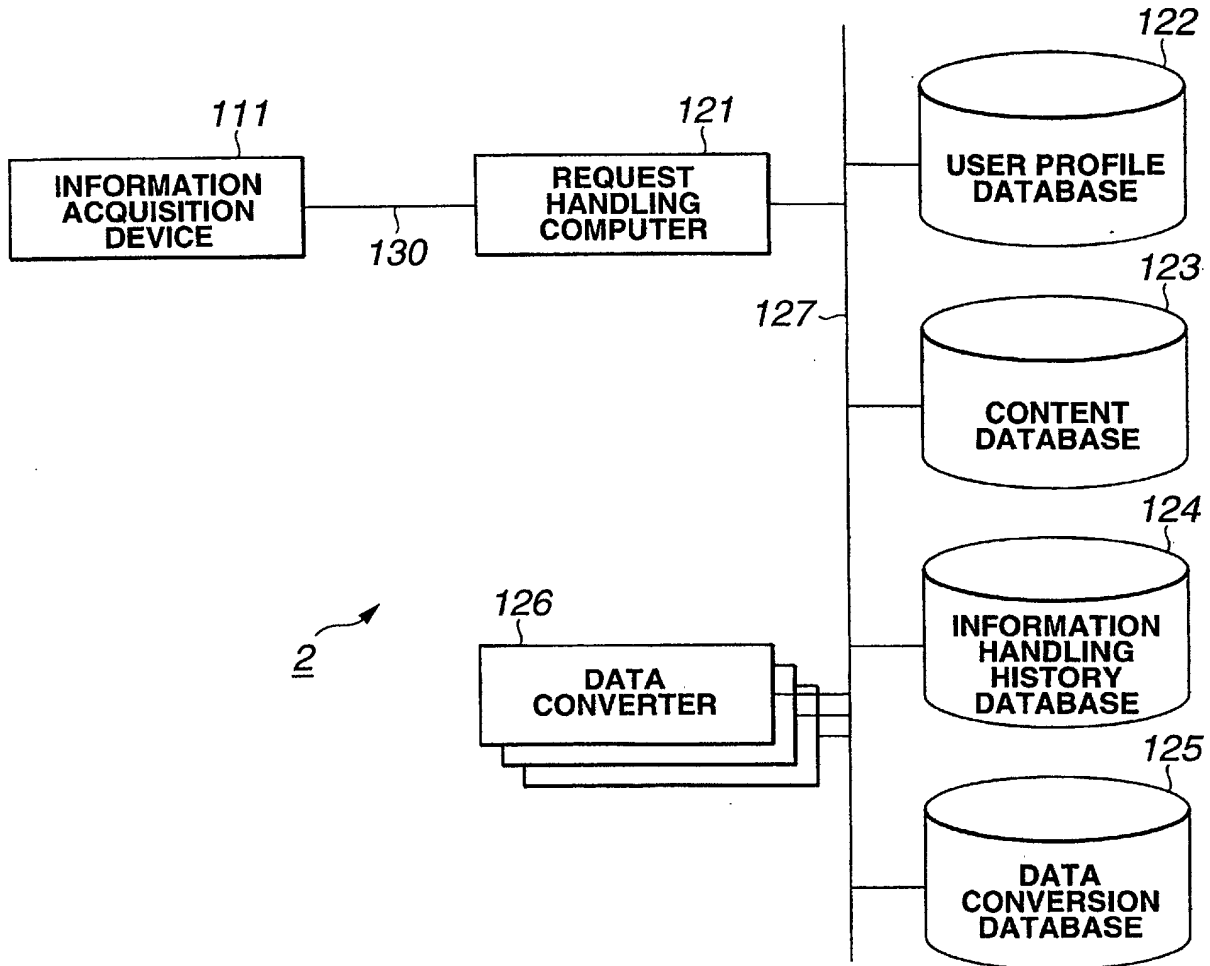 122
111
121
INFORMATION
ACQUISITION
DEVICE
REQUEST
HANDLING
COMPUTER
USER PROFILE
DATABASE
130
123
127
CONTENT
DATABASE
124
126
2
DATA
CONVERTER
INFORMATION
HANDLING
HISTORY
DATABASE
125
DATA
CONVERSION
DATABASE